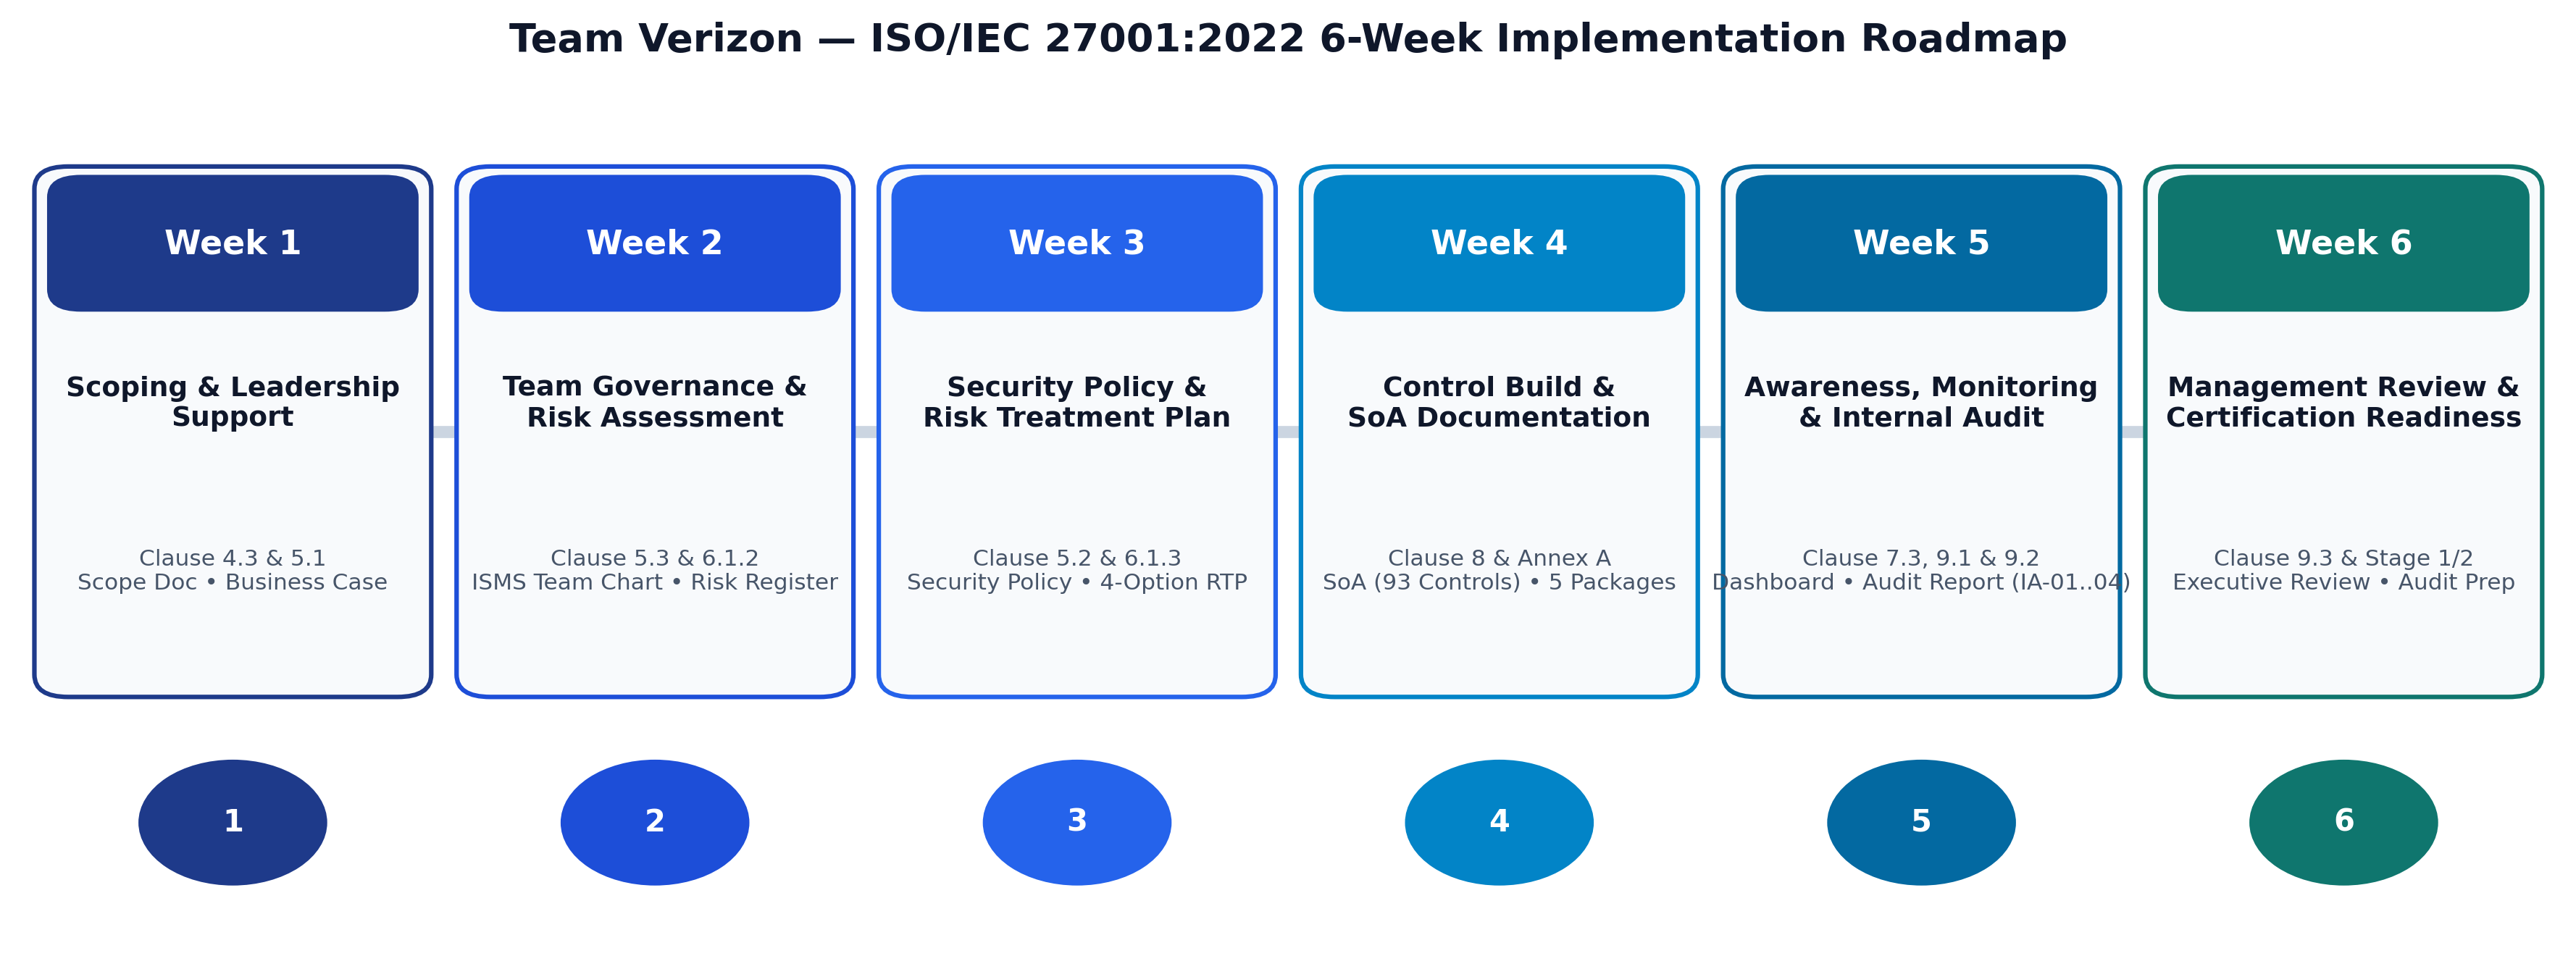 Team Verizon — ISO/IEC 27001:2022 6-Week Implementation Roadmap
Week 1
Scoping & Leadership
Support
Clause 4.3 & 5.1
Scope Doc • Business Case
1
Week 2
Team Governance &
Risk Assessment
Clause 5.3 & 6.1.2
ISMS Team Chart • Risk Register
2
Week 3
Security Policy &
Risk Treatment Plan
Clause 5.2 & 6.1.3
Security Policy • 4-Option RTP
3
Week 4
Control Build &
SoA Documentation
Clause 8 & Annex A
SoA (93 Controls) • 5 Packages
4
Week 5
Awareness, Monitoring
& Internal Audit
Clause 7.3, 9.1 & 9.2
Dashboard • Audit Report (IA-01..04)
5
Week 6
Management Review &
Certification Readiness
Clause 9.3 & Stage 1/2
Executive Review • Audit Prep
6